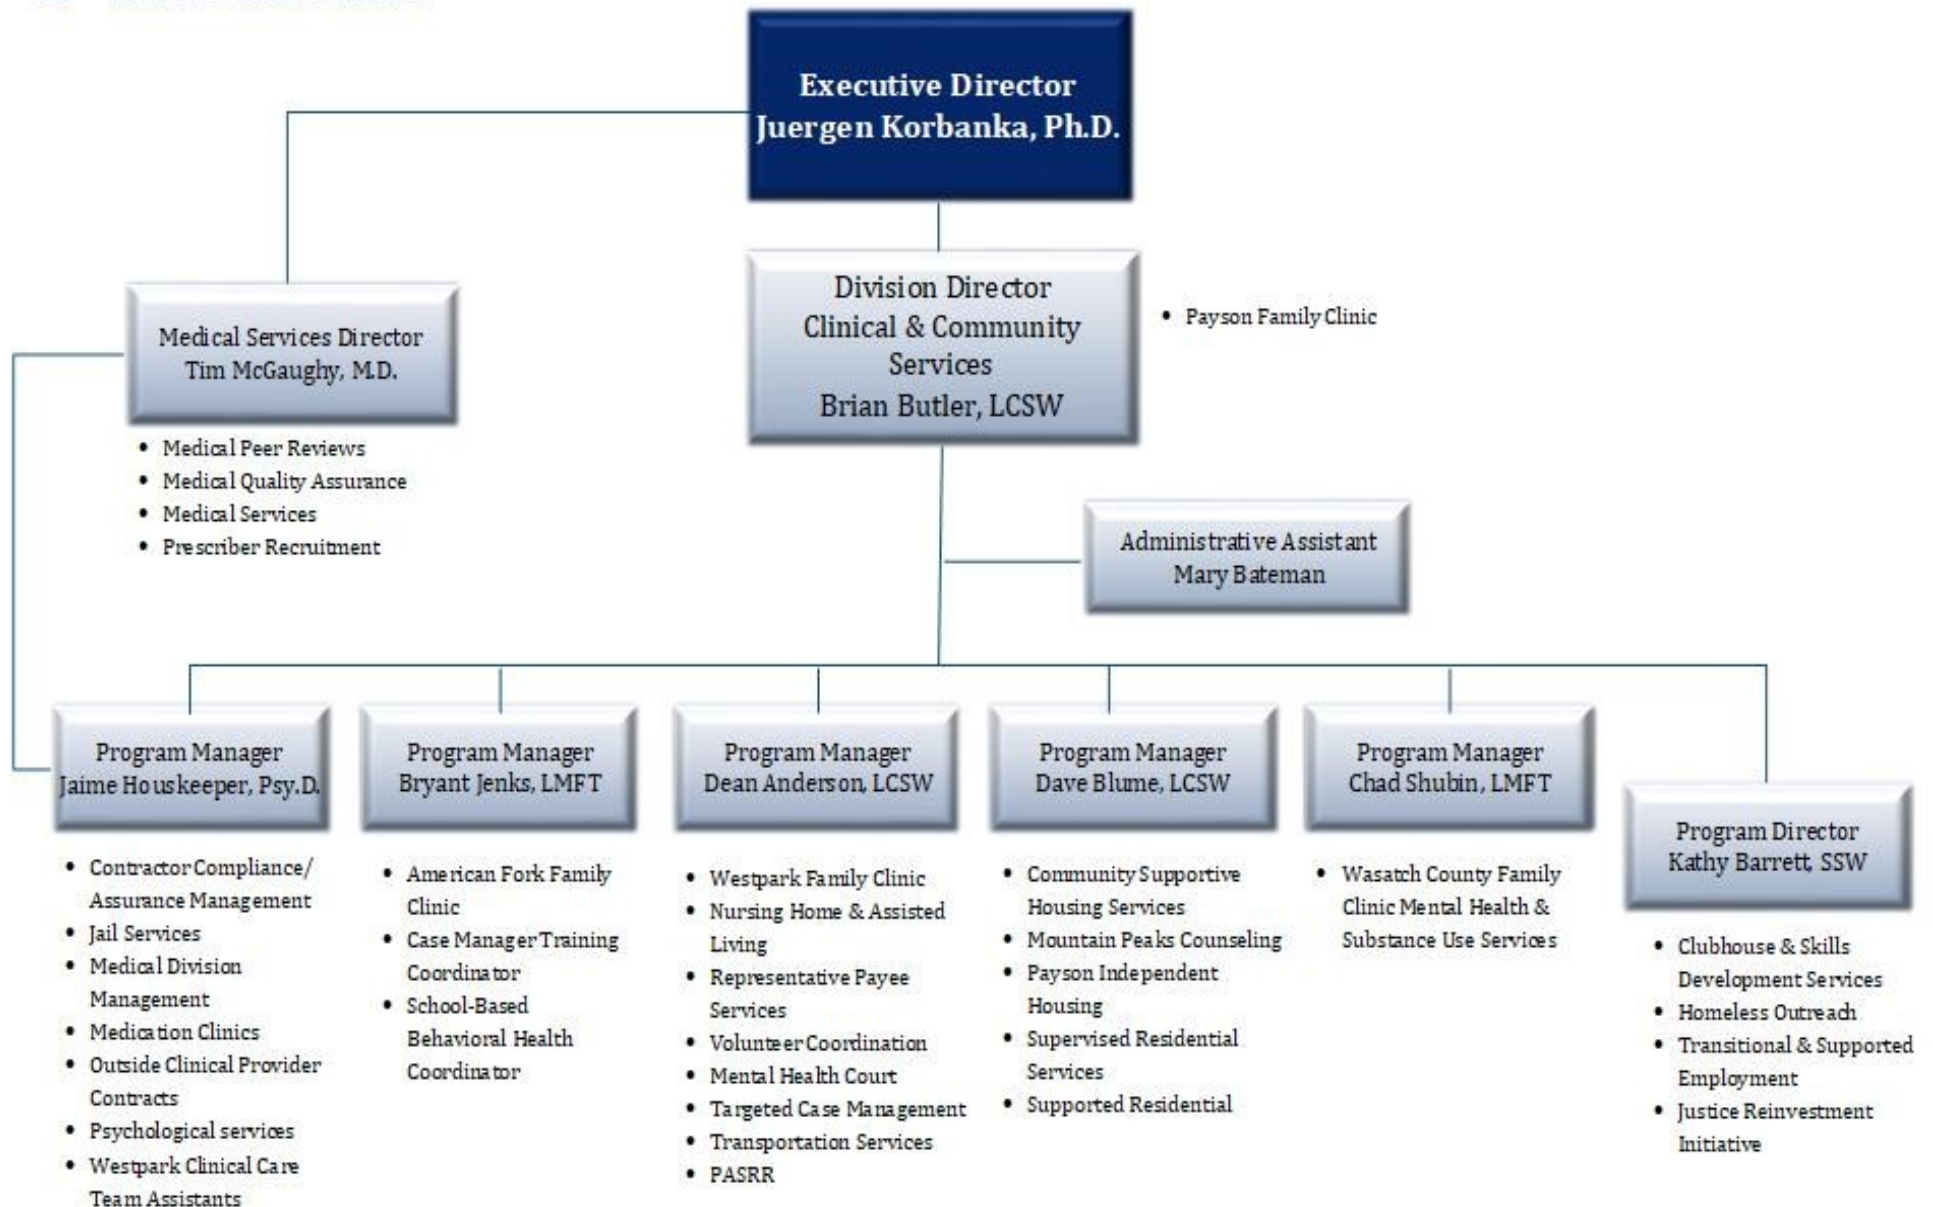 Executive Director
Juergen Korbanka, Ph.D.
Division Director
Clinical & Community
Services
Brian Butler, LCSW
• Payson Family Clinic
Medical Services Director
Tim McGaughy, M.D.
• Medical Peer Reviews
• Medical Quality Assurance
• Medical Services
• Prescriber Recruitment
Administrative Assistant
Mary Bateman
Program Manager
Jaime Houskeeper, Psy.D.
• Contractor Compliance/
Assurance Management
• Jail Services
• Medical Division
Management
• Medication Clinics
• Outside Clinical Provider
Contracts
• Psychological services
• Westpark Clinical Care
Team Assistants
Program Manager
Bryant Jenks, LMFT
• American Fork Family
Clinic
• Case Manager Training
Coordinator
• School-Based
Behavioral Health
Coordinator
Program Manager
Dean Anderson, LCSW
• Westpark Family Clinic
• Nursing Home & Assisted
Living
• Representative Payee
Services
• Volunteer Coordination
• Mental Health Court
• Targeted Case Management
• Transportation Services
• PASRR
Program Manager
Dave Blume, LCSW
• Community Supportive
Housing Services
• Mountain Peaks Counseling
• Payson Independent
Housing
• Supervised Residential
Services
• Supported Residential
Program Manager
Chad Shubin, LMFT
• Wasatch County Family
Clinic Mental Health &
Substance Use Services
Program Director
Kathy Barrett, SSW
• Clubhouse & Skills
Development Services
• Homeless Outreach
• Transitional & Supported
Employment
• Justice Reinvestment
Initiative